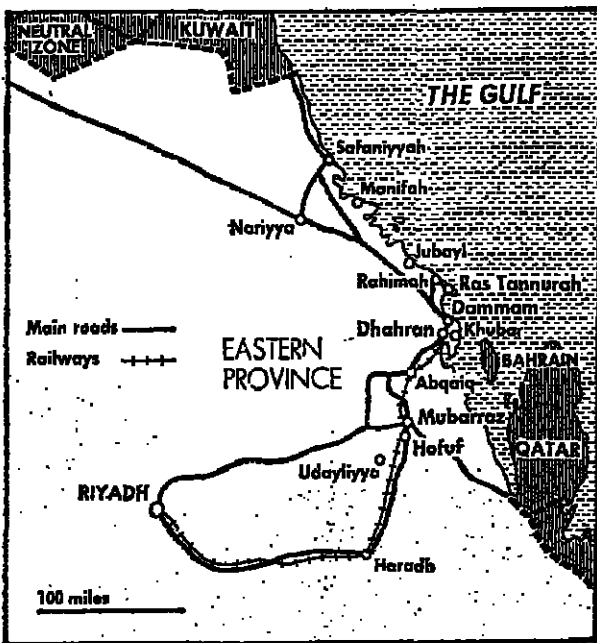 NEUTRAL
ZONE
KUWAIT
THE GULF
Safaniyyah
Manifah
Nariyya
Jubayl
Rahimah
Ras Tannurah
Dammam
Dhahran
Khubar
Main roads
Railways
EASTERN
PROVINCE
BAHRAIN
Abqaiq
Mubarraz
Hofuf
QATAR
Udayliyya
RIYADH
Haradh
100 miles